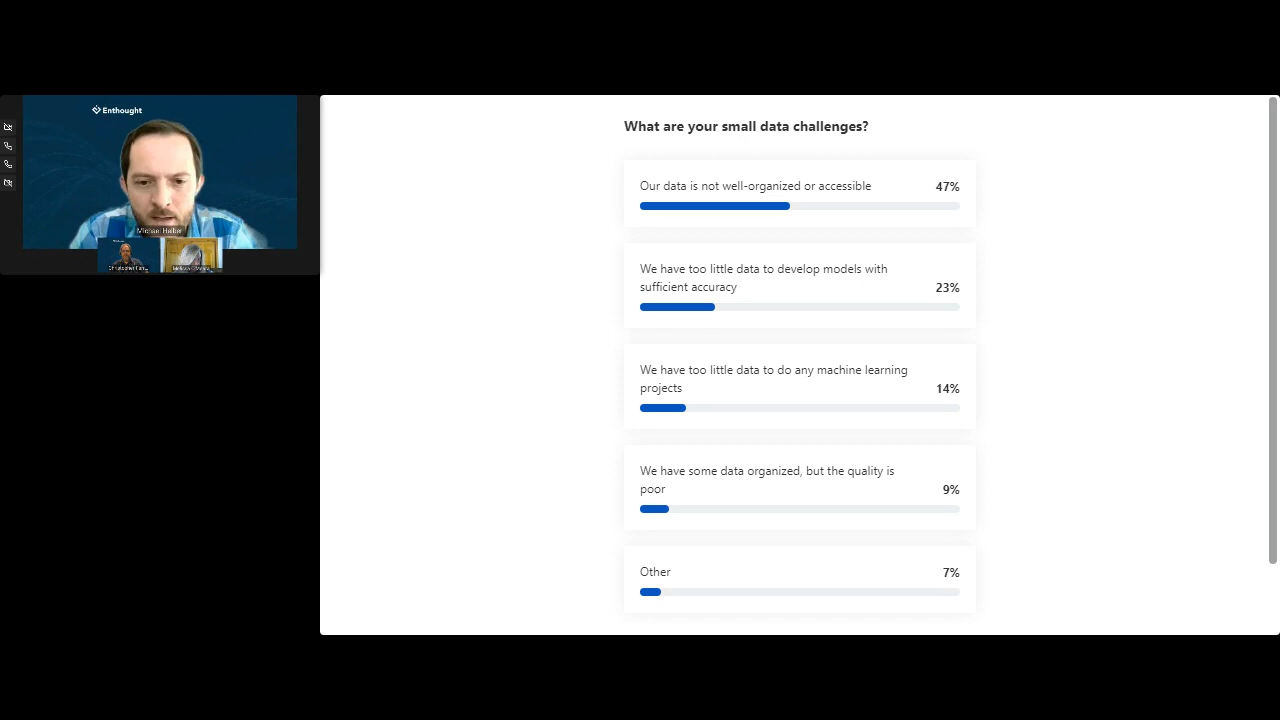 Enthought
Michael Heiber
What are your small data challenges?
Our data is not well-organized or accessible
47%
We have too little data to develop models with
sufficient accuracy
23%
We have too little data to do any machine learning
projects
14%
We have some data organized, but the quality is
poor
9%
Other
7%